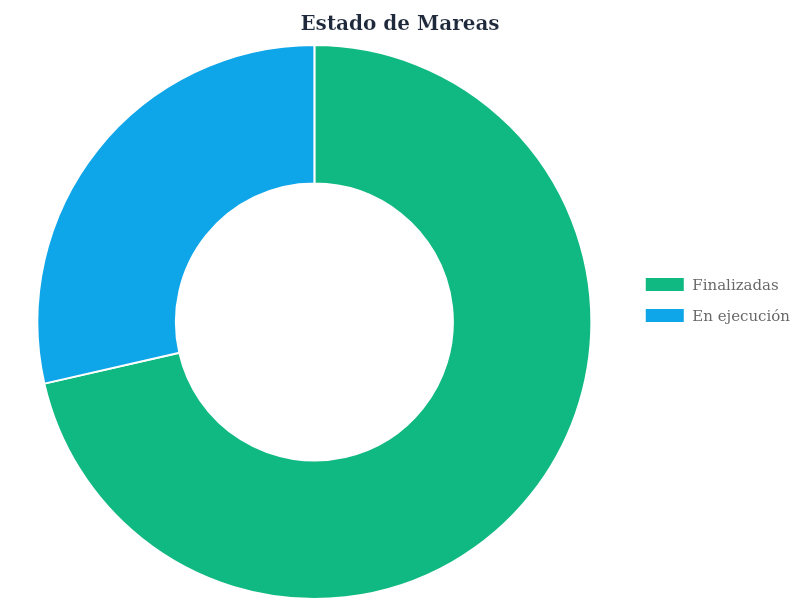 Estado de Mareas
Finalizadas
En ejecución